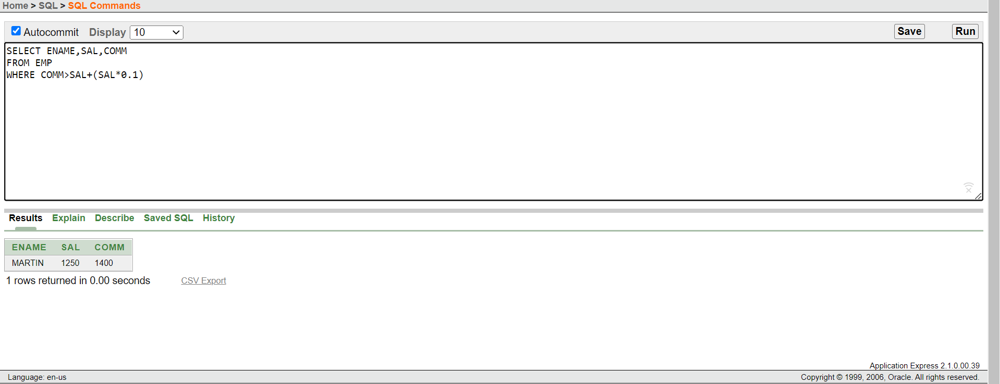 Home > SQL > SQL Commands
Autocommit Display 10 Save Run
SELECT ENAME,SAL,COMM
FROM EMP
WHERE COMM>SAL+(SAL*0.1)
Results Explain Describe Saved SQL History
ENAME SAL COMM
MARTIN 1250 1400
1 rows returned in 0.00 seconds CSV Export
Application Express 2.1.0.00.39
Language: en-us Copyright © 1999, 2006, Oracle. All rights reserved.